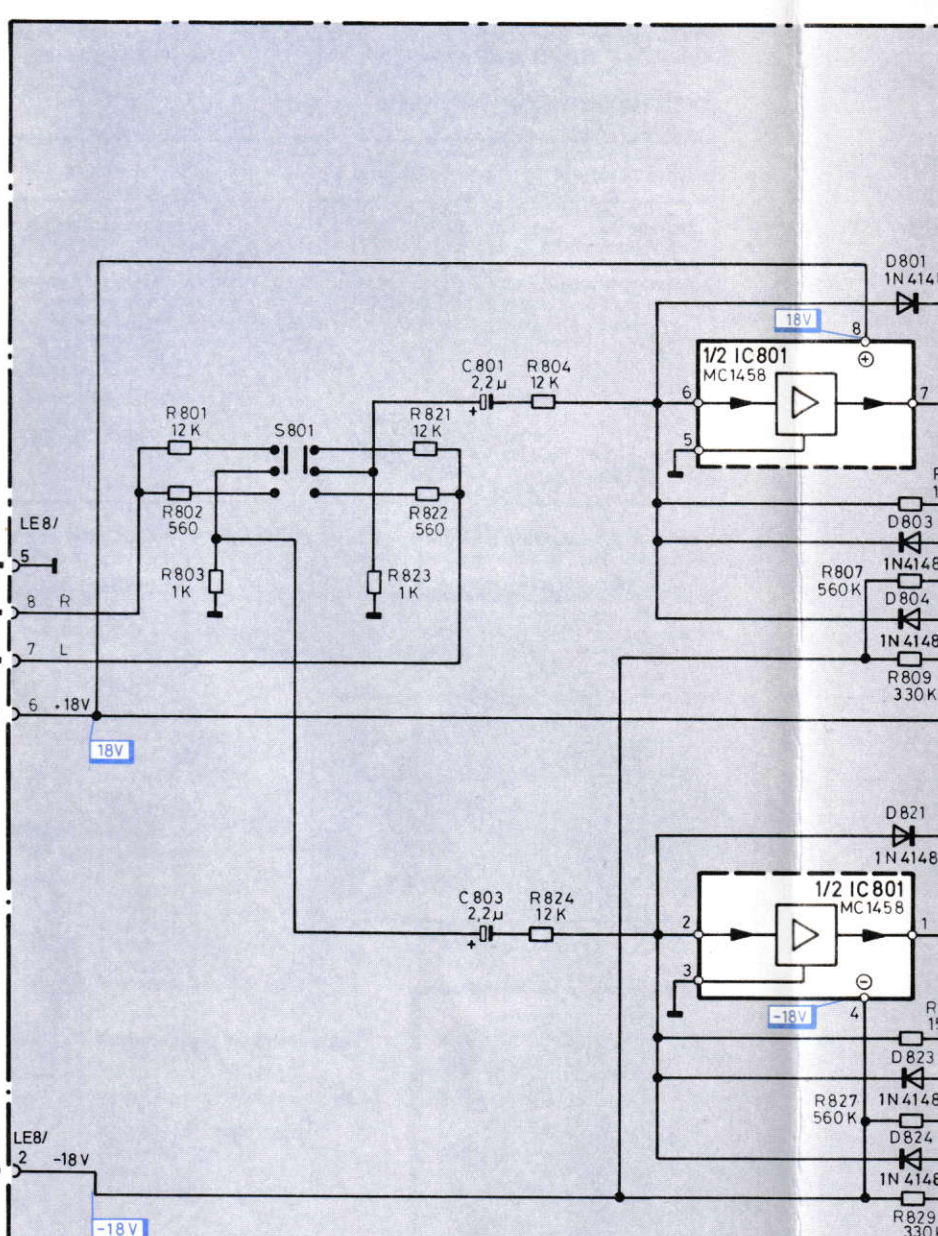 D801
1N414
18V
8
1/2 IC801
MC1458
6
7
5
C801
2,2µ
+
R804
12K
R801
12K
S801
R821
12K
R802
560
R822
560
D803
1N4148
LE8/
5
R803
1K
R823
1K
R807
560K
D804
1N4148
8 R
7 L
R809
330K
6 +18V
18V
D821
1N4148
C803
2,2µ
+
R824
12K
1/2 IC801
MC1458
2
1
3
-18V
4
D823
1N4148
R827
560K
D824
1N4148
LE8/
2 -18V
-18V
R829